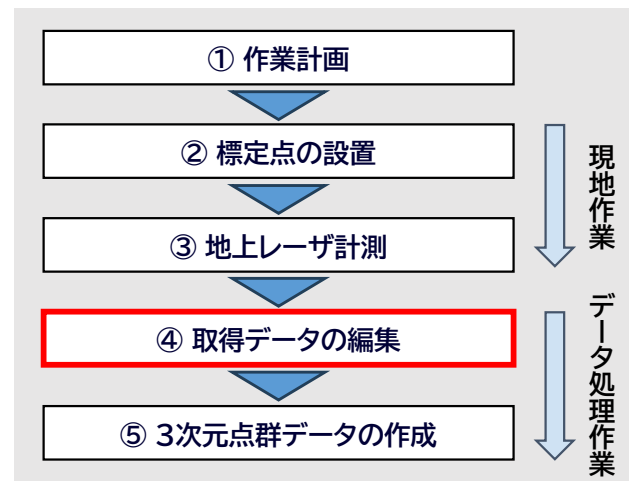 ① 作業計画
② 標定点の設置
③ 地上レーザ計測
現地作業
④ 取得データの編集
⑤ 3次元点群データの作成
データ処理作業